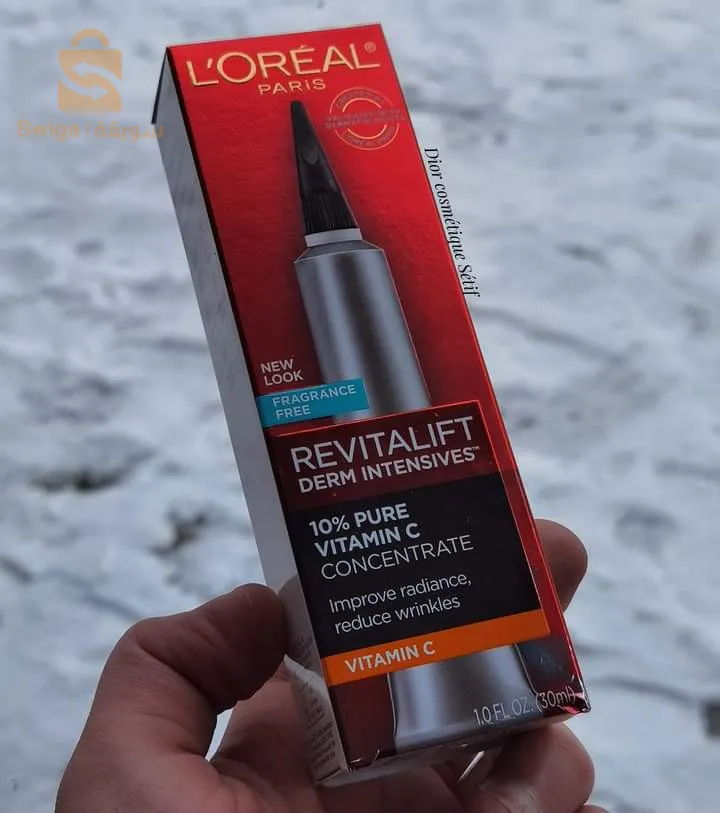 L'ORÉAL®
PARIS
Dior cosmétique Sétif
NEW
LOOK
FRAGRANCE
FREE
REVITALIFT
DERM INTENSIVES™
10% PURE
VITAMIN C
CONCENTRATE
Improve radiance,
reduce wrinkles
VITAMIN C
1.0 FL OZ. (30ml)